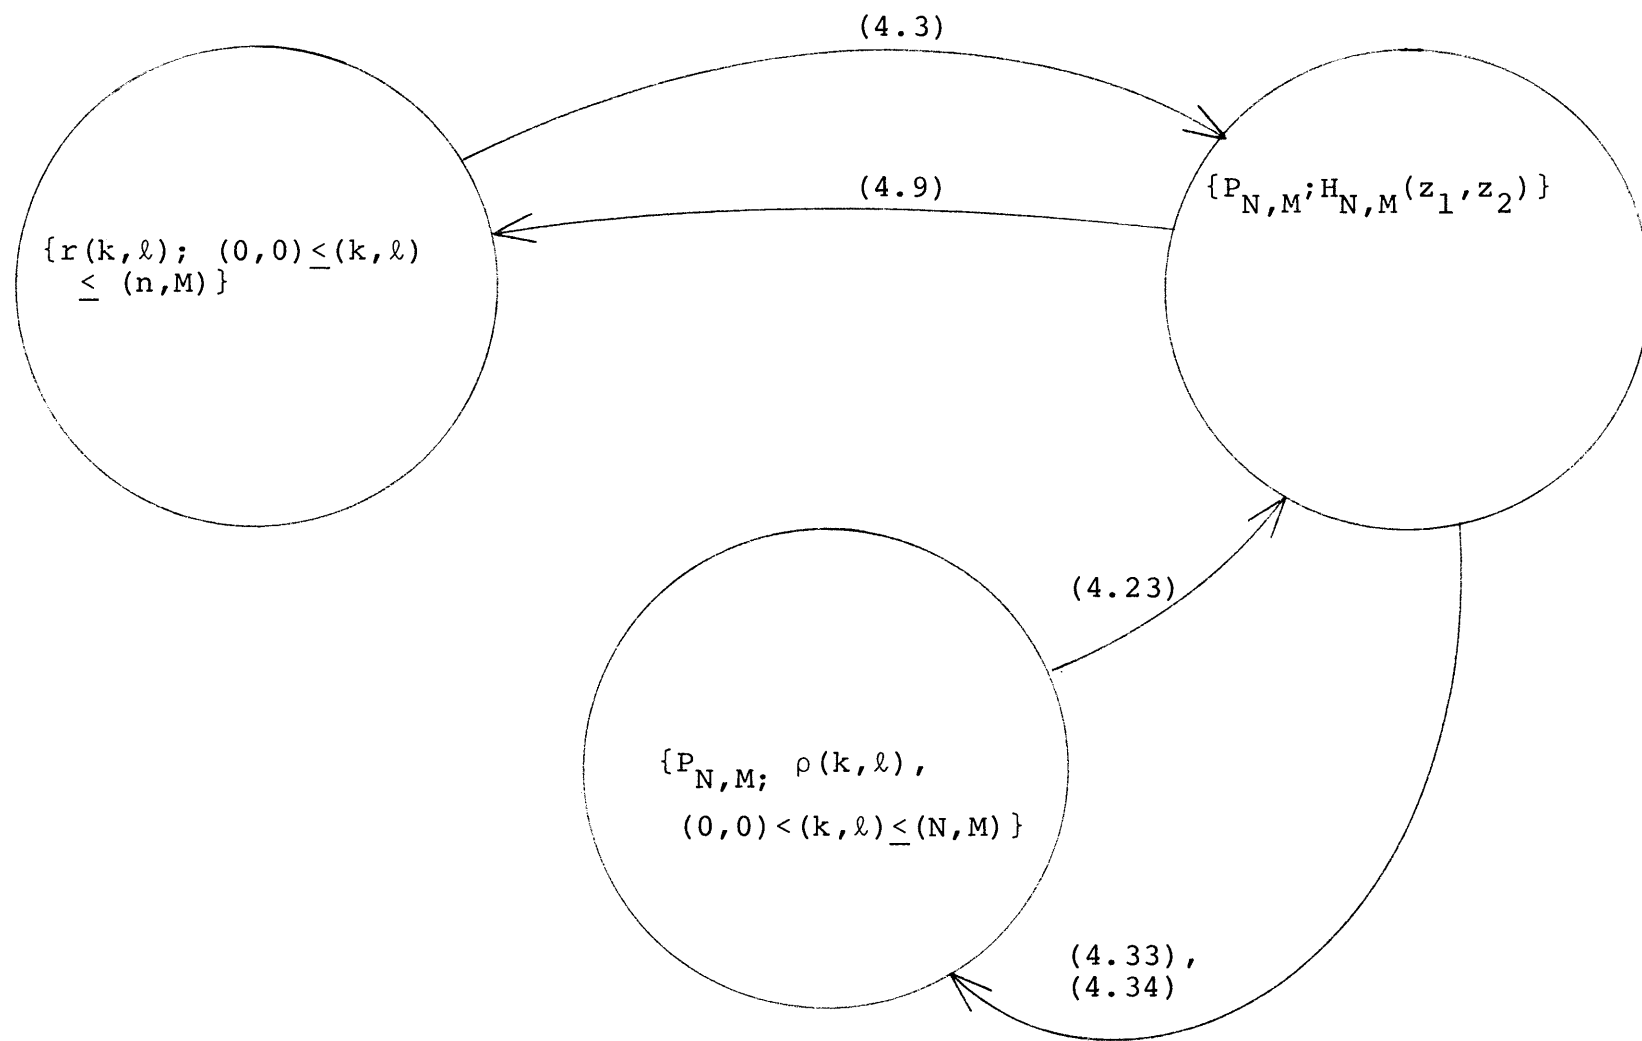 (4.3)
(4.9)
{P_N,M;H_N,M(z_1,z_2)}
{r(k,ℓ); (0,0)≤(k,ℓ)
≤ (n,M)}
(4.23)
{P_N,M; ρ(k,ℓ),
(0,0)<(k,ℓ)≤(N,M)}
(4.33),
(4.34)